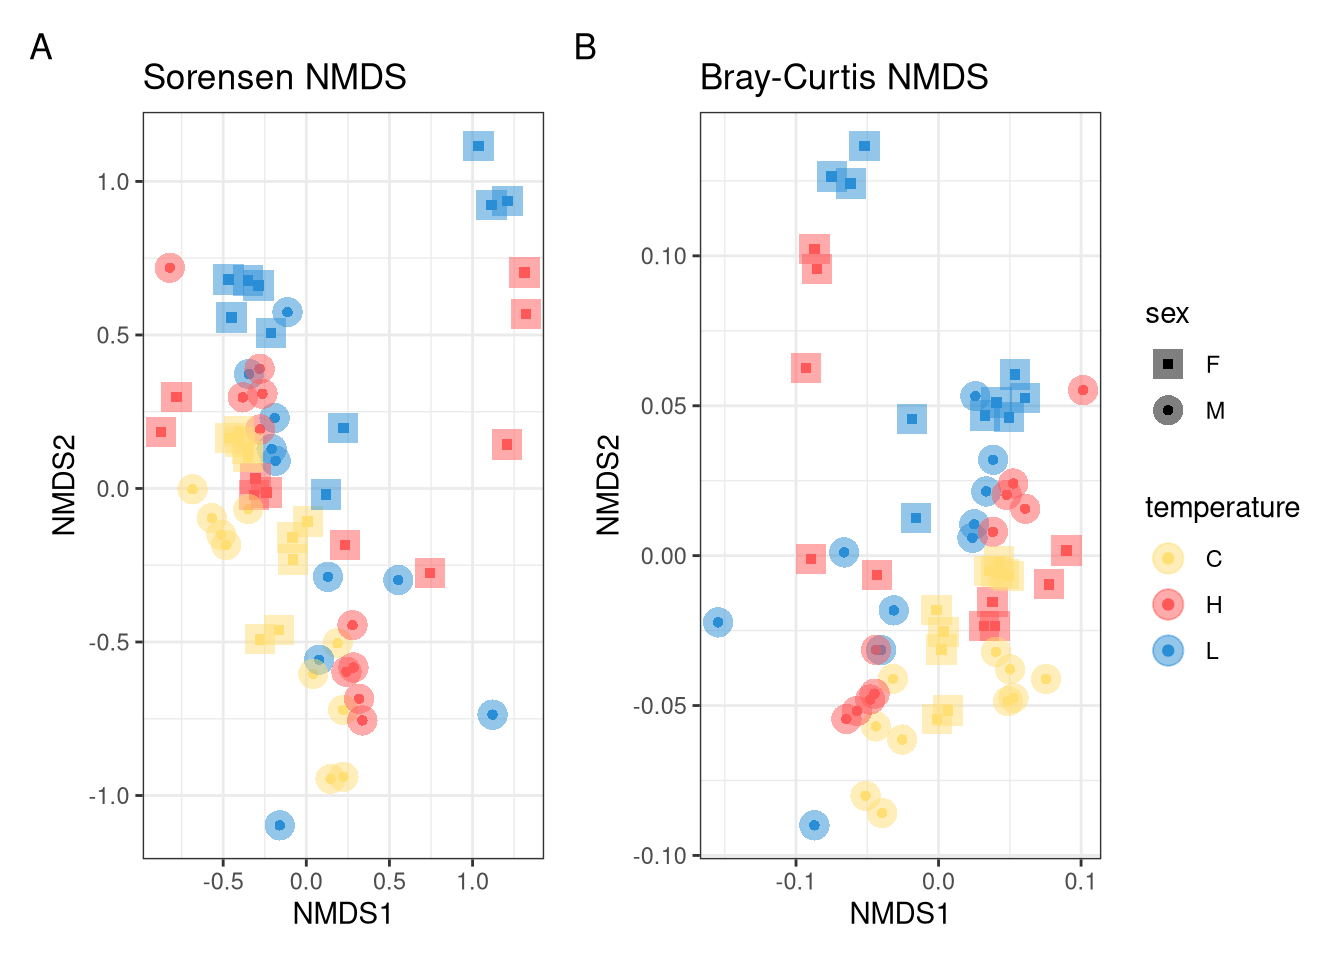 A
Sorensen NMDS
1.0
0.5
0.0
-0.5
-1.0
NMDS2
-0.5 0.0 0.5 1.0
NMDS1
B
Bray-Curtis NMDS
0.10
0.05
0.00
-0.05
-0.10
NMDS2
-0.1 0.0 0.1
NMDS1
sex
F
M
temperature
C
H
L